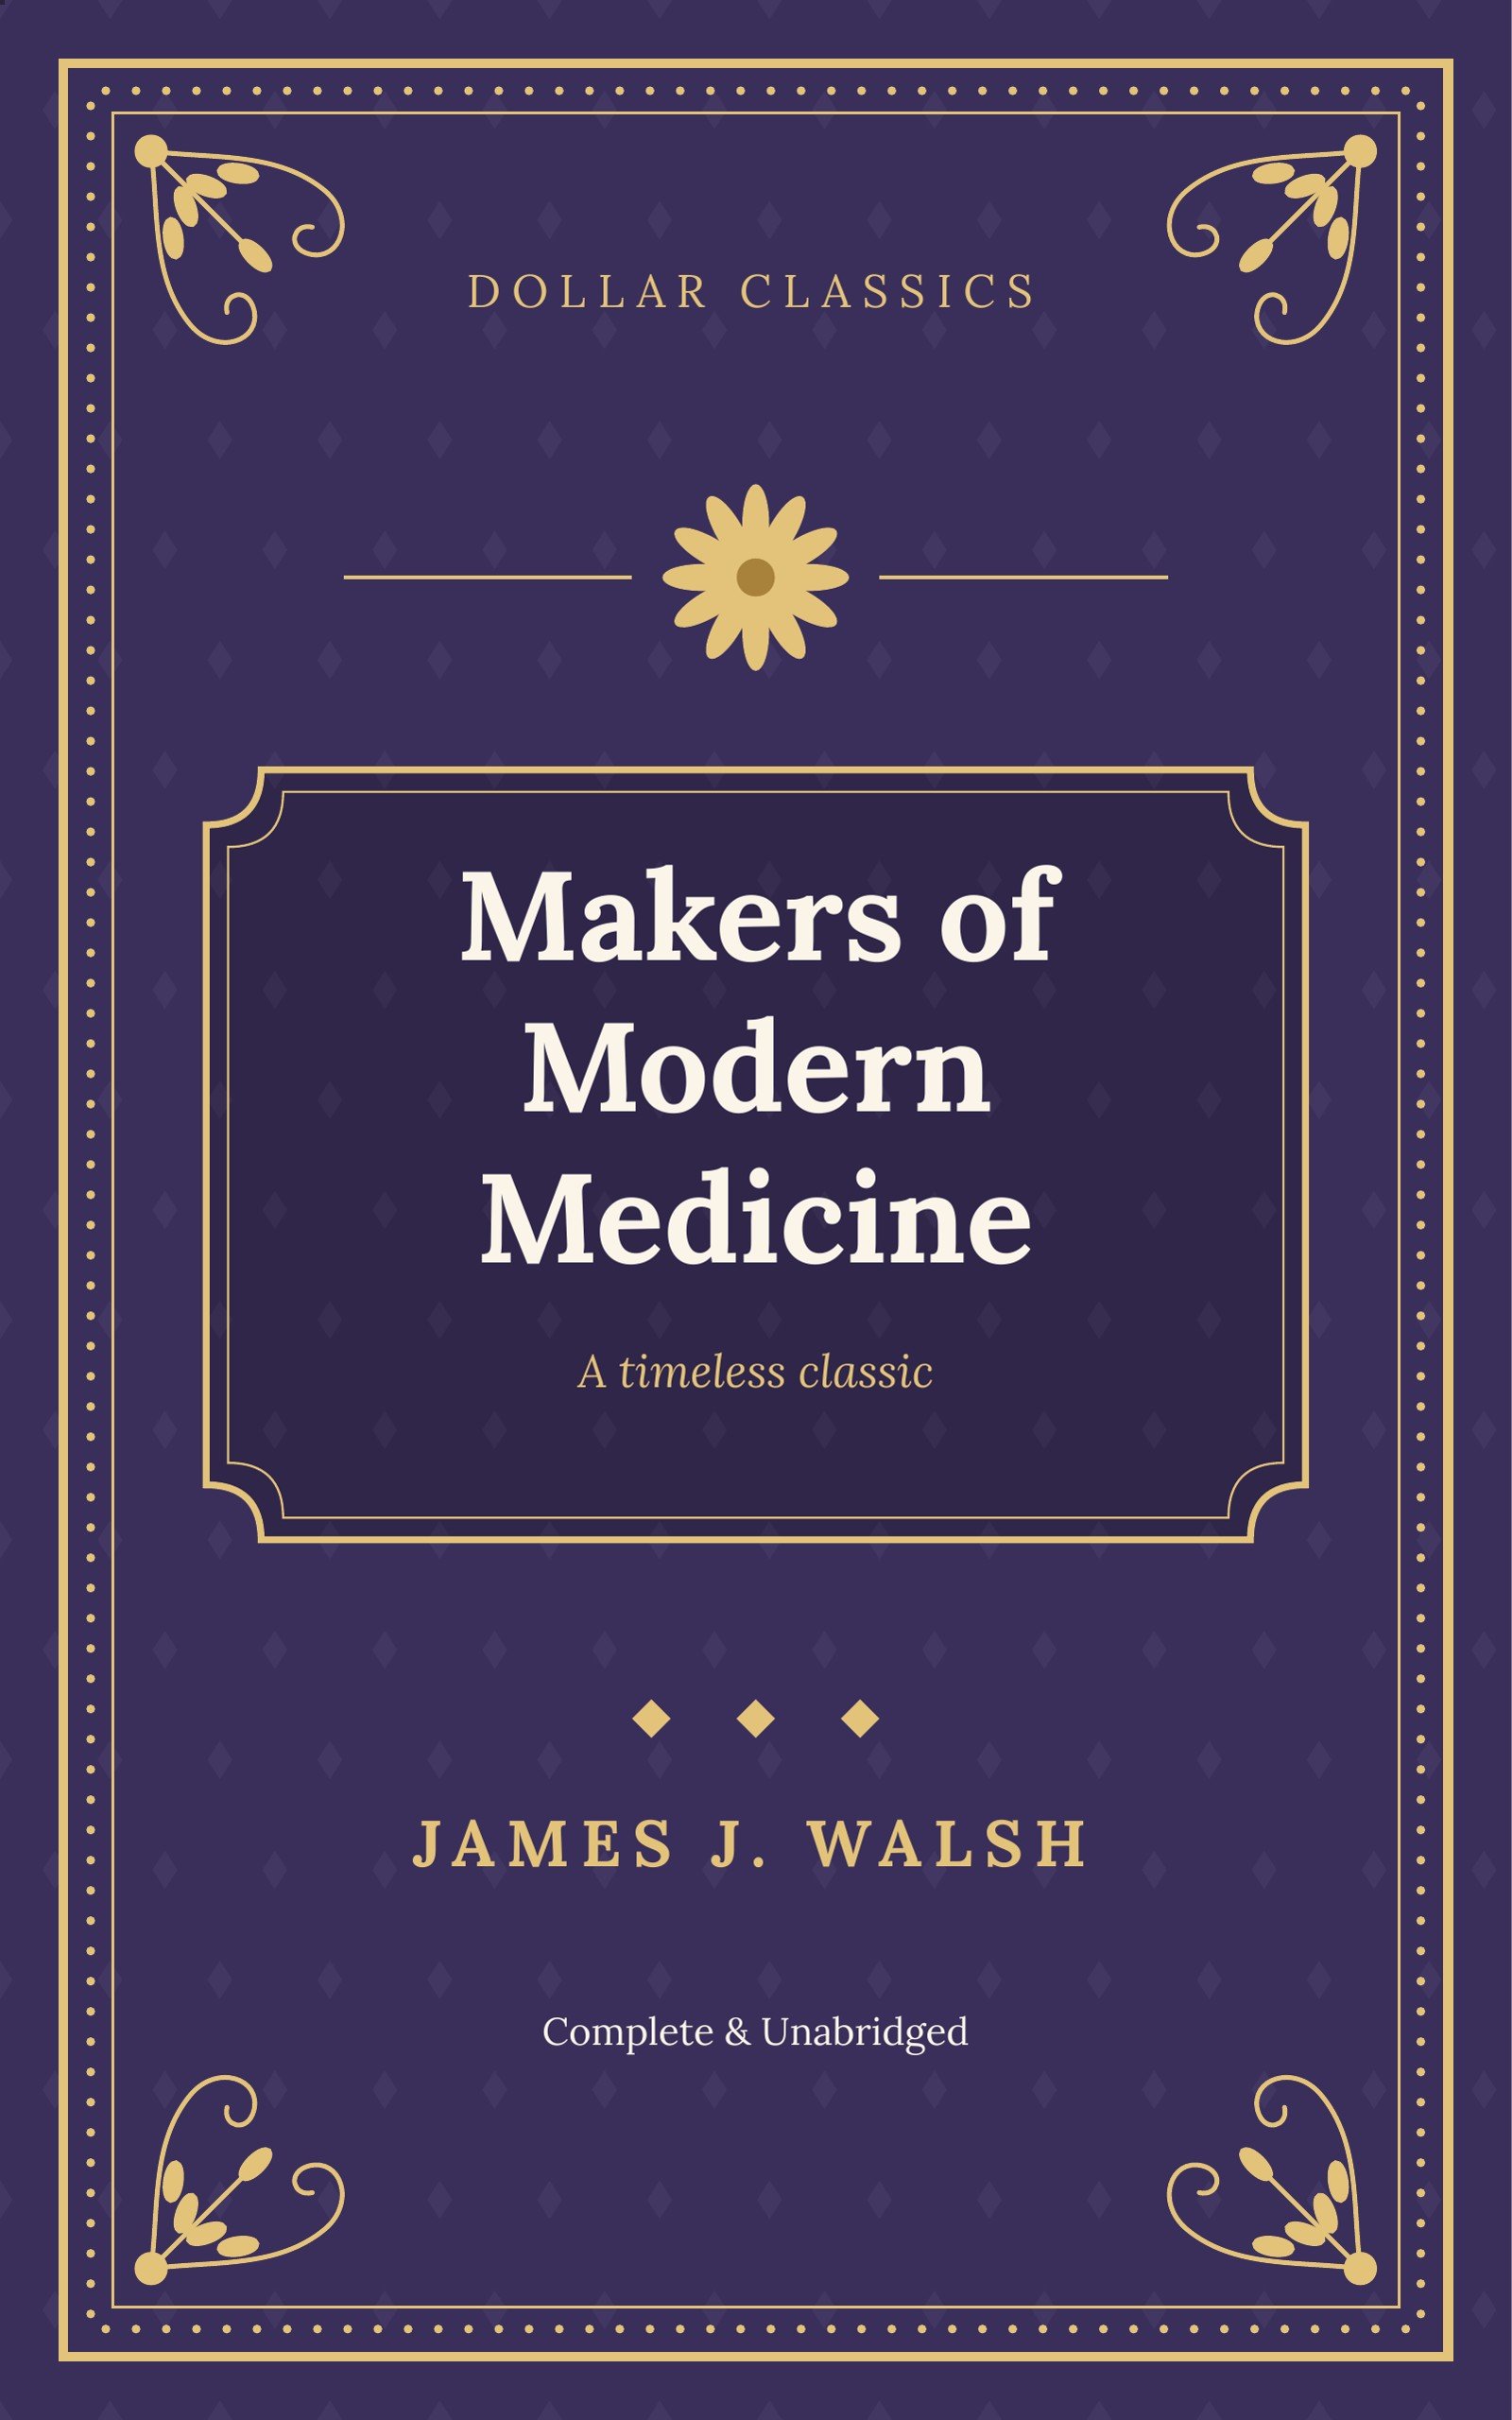 DOLLAR CLASSICS
Makers of
Modern
Medicine
A timeless classic
JAMES J. WALSH
Complete & Unabridged